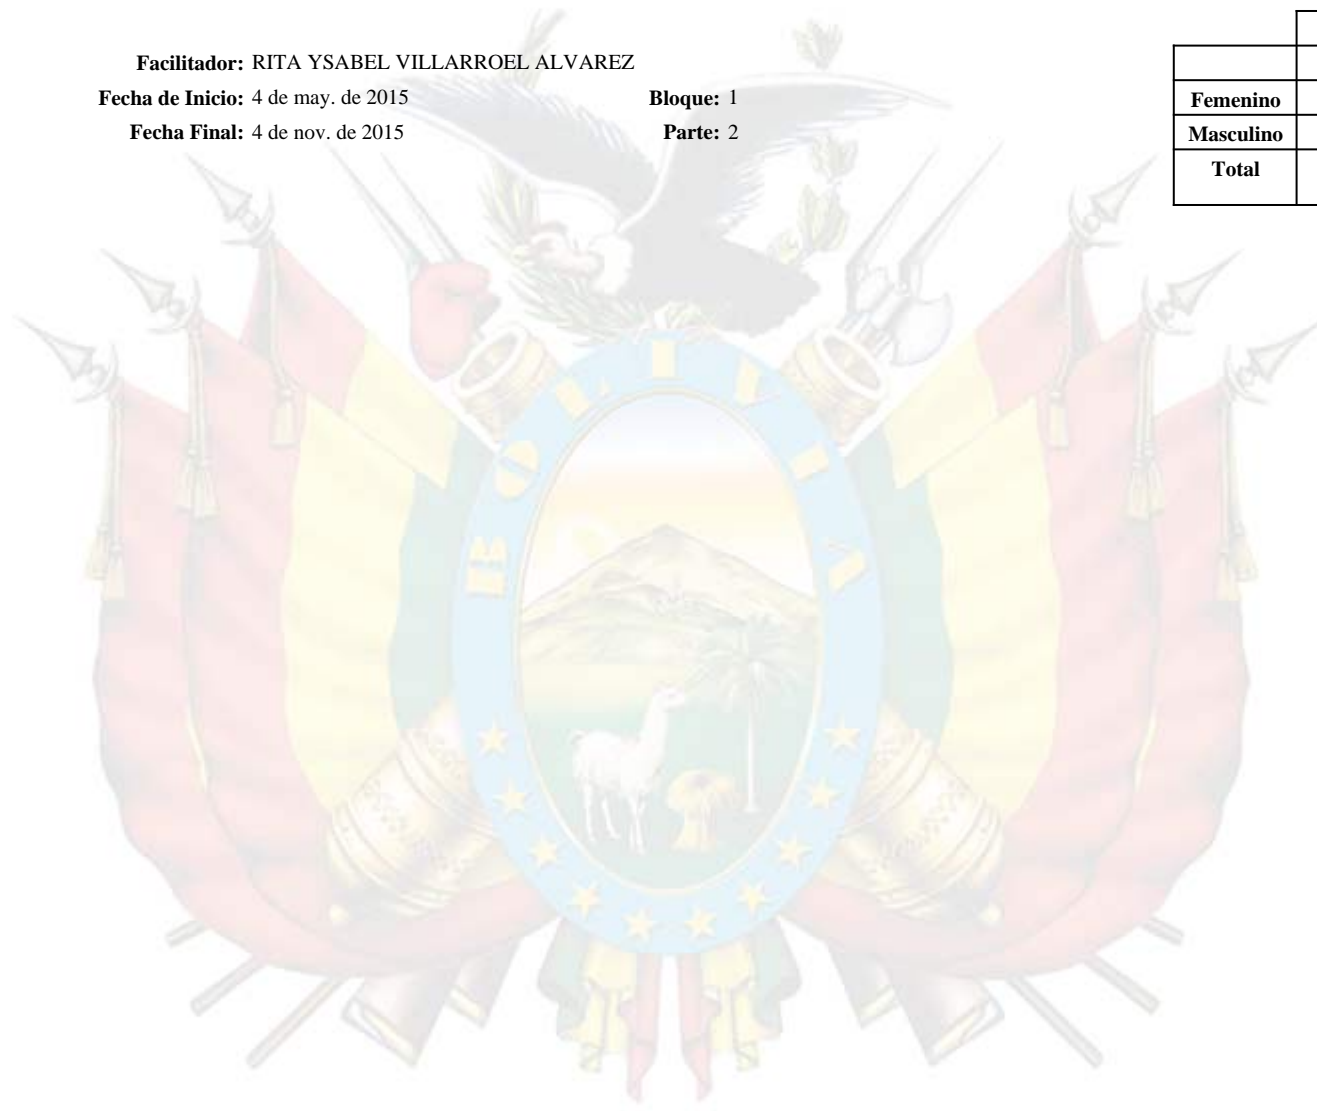 Facilitador: RITA YSABEL VILLARROEL ALVAREZ
Fecha de Inicio: 4 de may. de 2015 Bloque: 1
Fecha Final: 4 de nov. de 2015 Parte: 2
Femenino
Masculino
Total
BOLIVIA